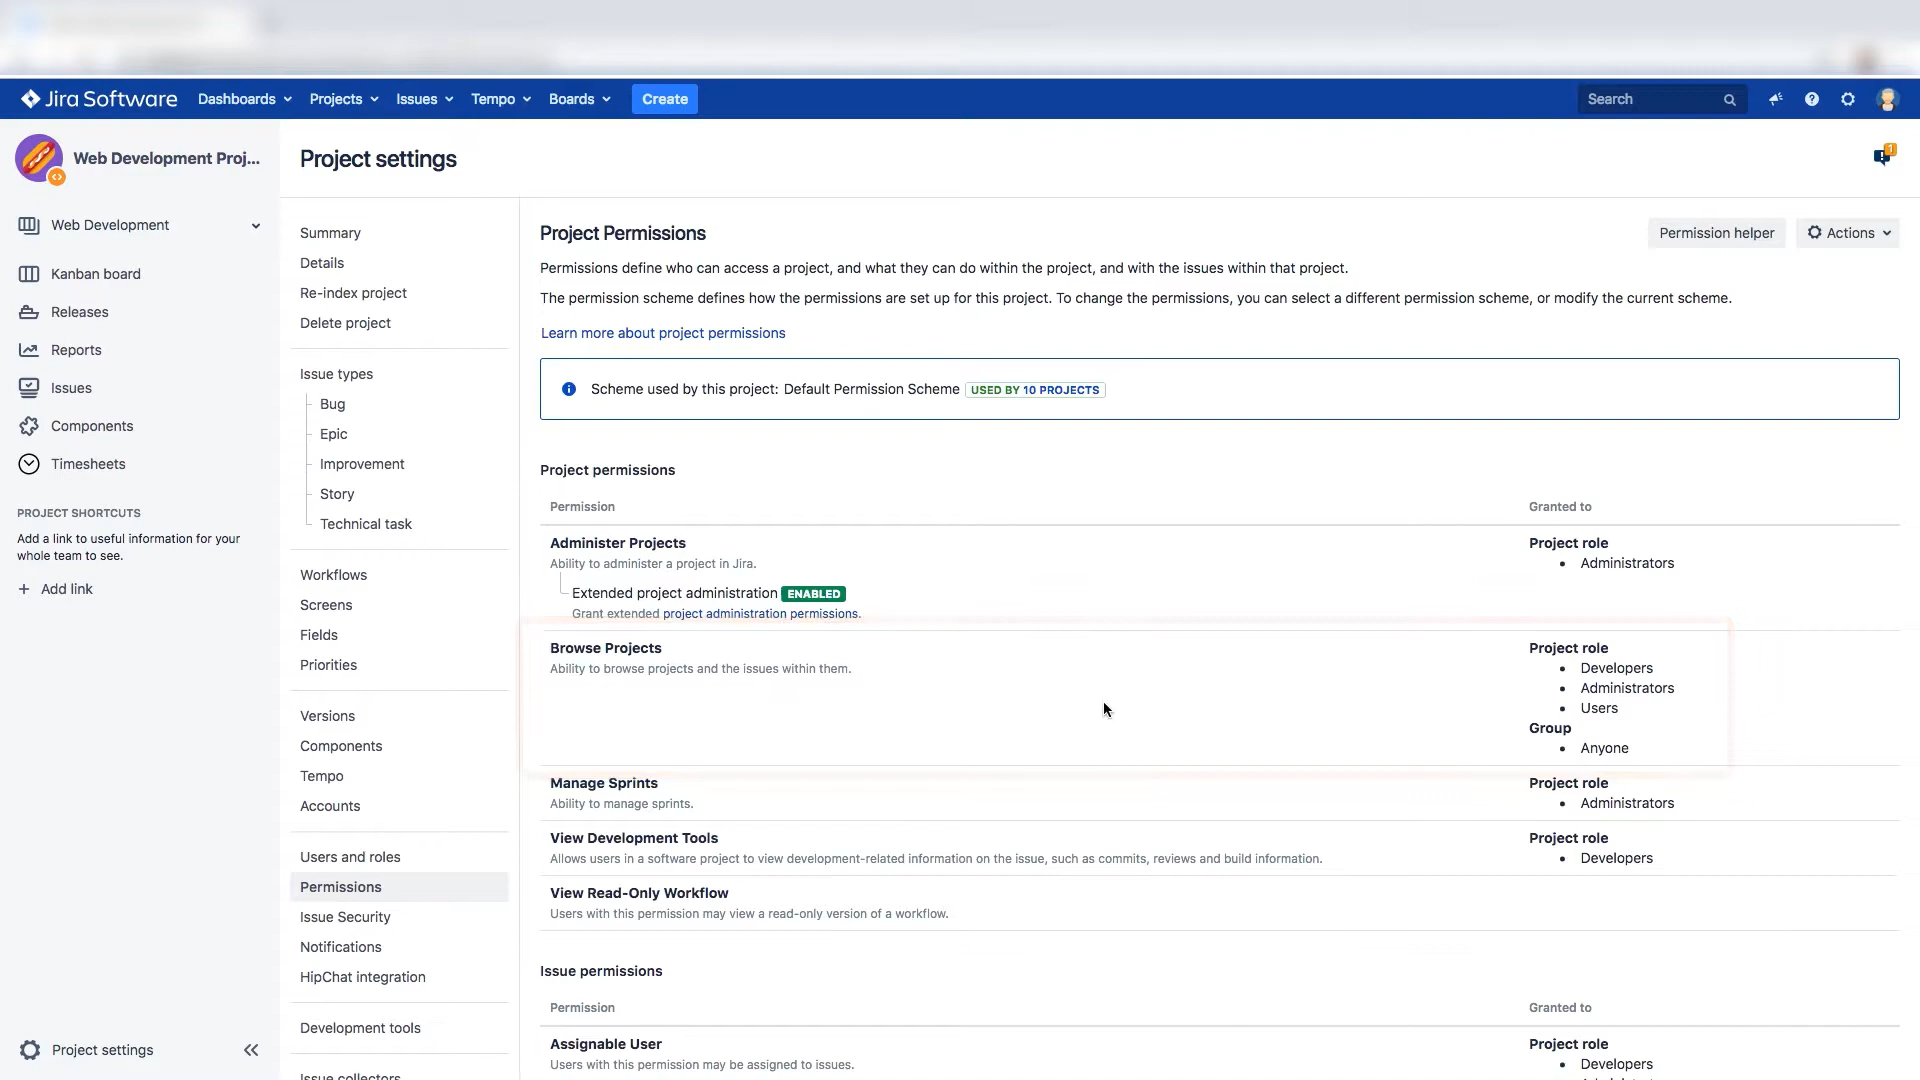 Jira Software Dashboards Projects Issues Tempo Boards Create Search
Web Development Proj...
Web Development
Kanban board
Releases
Reports
Issues
Components
Timesheets
PROJECT SHORTCUTS
Add a link to useful information for your
whole team to see.
+ Add link
Project settings
Project settings
1
Summary
Details
Re-index project
Delete project
Issue types
Bug
Epic
Improvement
Story
Technical task
Workflows
Screens
Fields
Priorities
Versions
Components
Tempo
Accounts
Users and roles
Permissions
Issue Security
Notifications
HipChat integration
Development tools
Issue collectors
Project Permissions
Permission helper Actions
Permissions define who can access a project, and what they can do within the project, and with the issues within that project.
The permission scheme defines how the permissions are set up for this project. To change the permissions, you can select a different permission scheme, or modify the current scheme.
Learn more about project permissions
Scheme used by this project: Default Permission Scheme USED BY 10 PROJECTS
Project permissions
Permission Granted to
Administer Projects
Ability to administer a project in Jira.
Extended project administration ENABLED
Grant extended project administration permissions.
Project role
• Administrators
Browse Projects
Ability to browse projects and the issues within them.
Project role
• Developers
• Administrators
• Users
Group
• Anyone
Manage Sprints
Ability to manage sprints.
Project role
• Administrators
View Development Tools
Allows users in a software project to view development-related information on the issue, such as commits, reviews and build information.
Project role
• Developers
View Read-Only Workflow
Users with this permission may view a read-only version of a workflow.
Issue permissions
Permission Granted to
Assignable User
Users with this permission may be assigned to issues.
Project role
• Developers